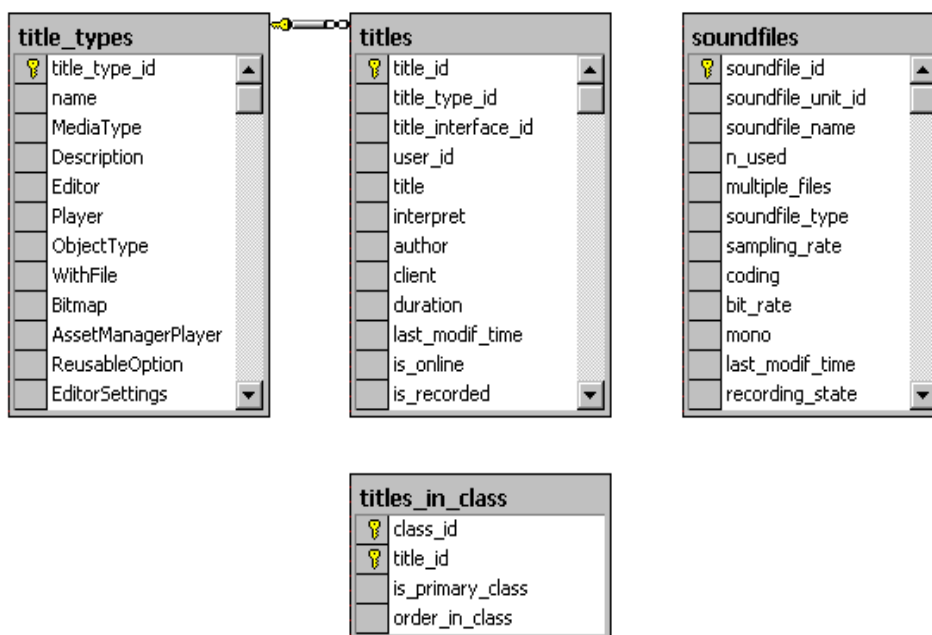 title_types
title_type_id
name
MediaType
Description
Editor
Player
ObjectType
WithFile
Bitmap
AssetManagerPlayer
ReusableOption
EditorSettings
titles
title_id
title_type_id
title_interface_id
user_id
title
interpret
author
client
duration
last_modif_time
is_online
is_recorded
soundfiles
soundfile_id
soundfile_unit_id
soundfile_name
n_used
multiple_files
soundfile_type
sampling_rate
coding
bit_rate
mono
last_modif_time
recording_state
titles_in_class
class_id
title_id
is_primary_class
order_in_class